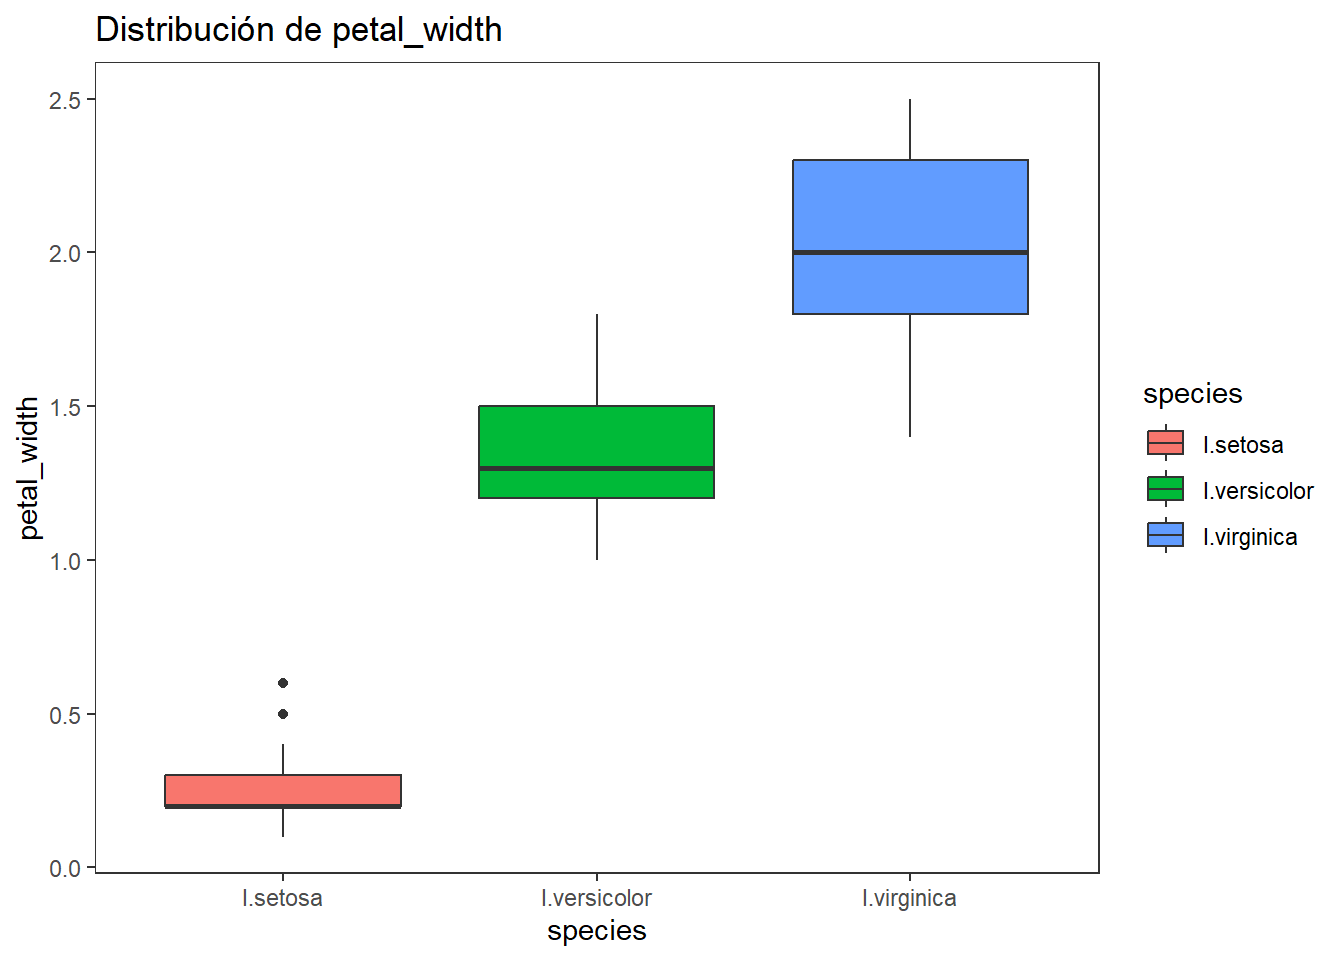 Distribución de petal_width
petal_width
2.5
2.0
1.5
1.0
0.5
0.0
I.setosa
I.versicolor
I.virginica
species
species
I.setosa
I.versicolor
I.virginica